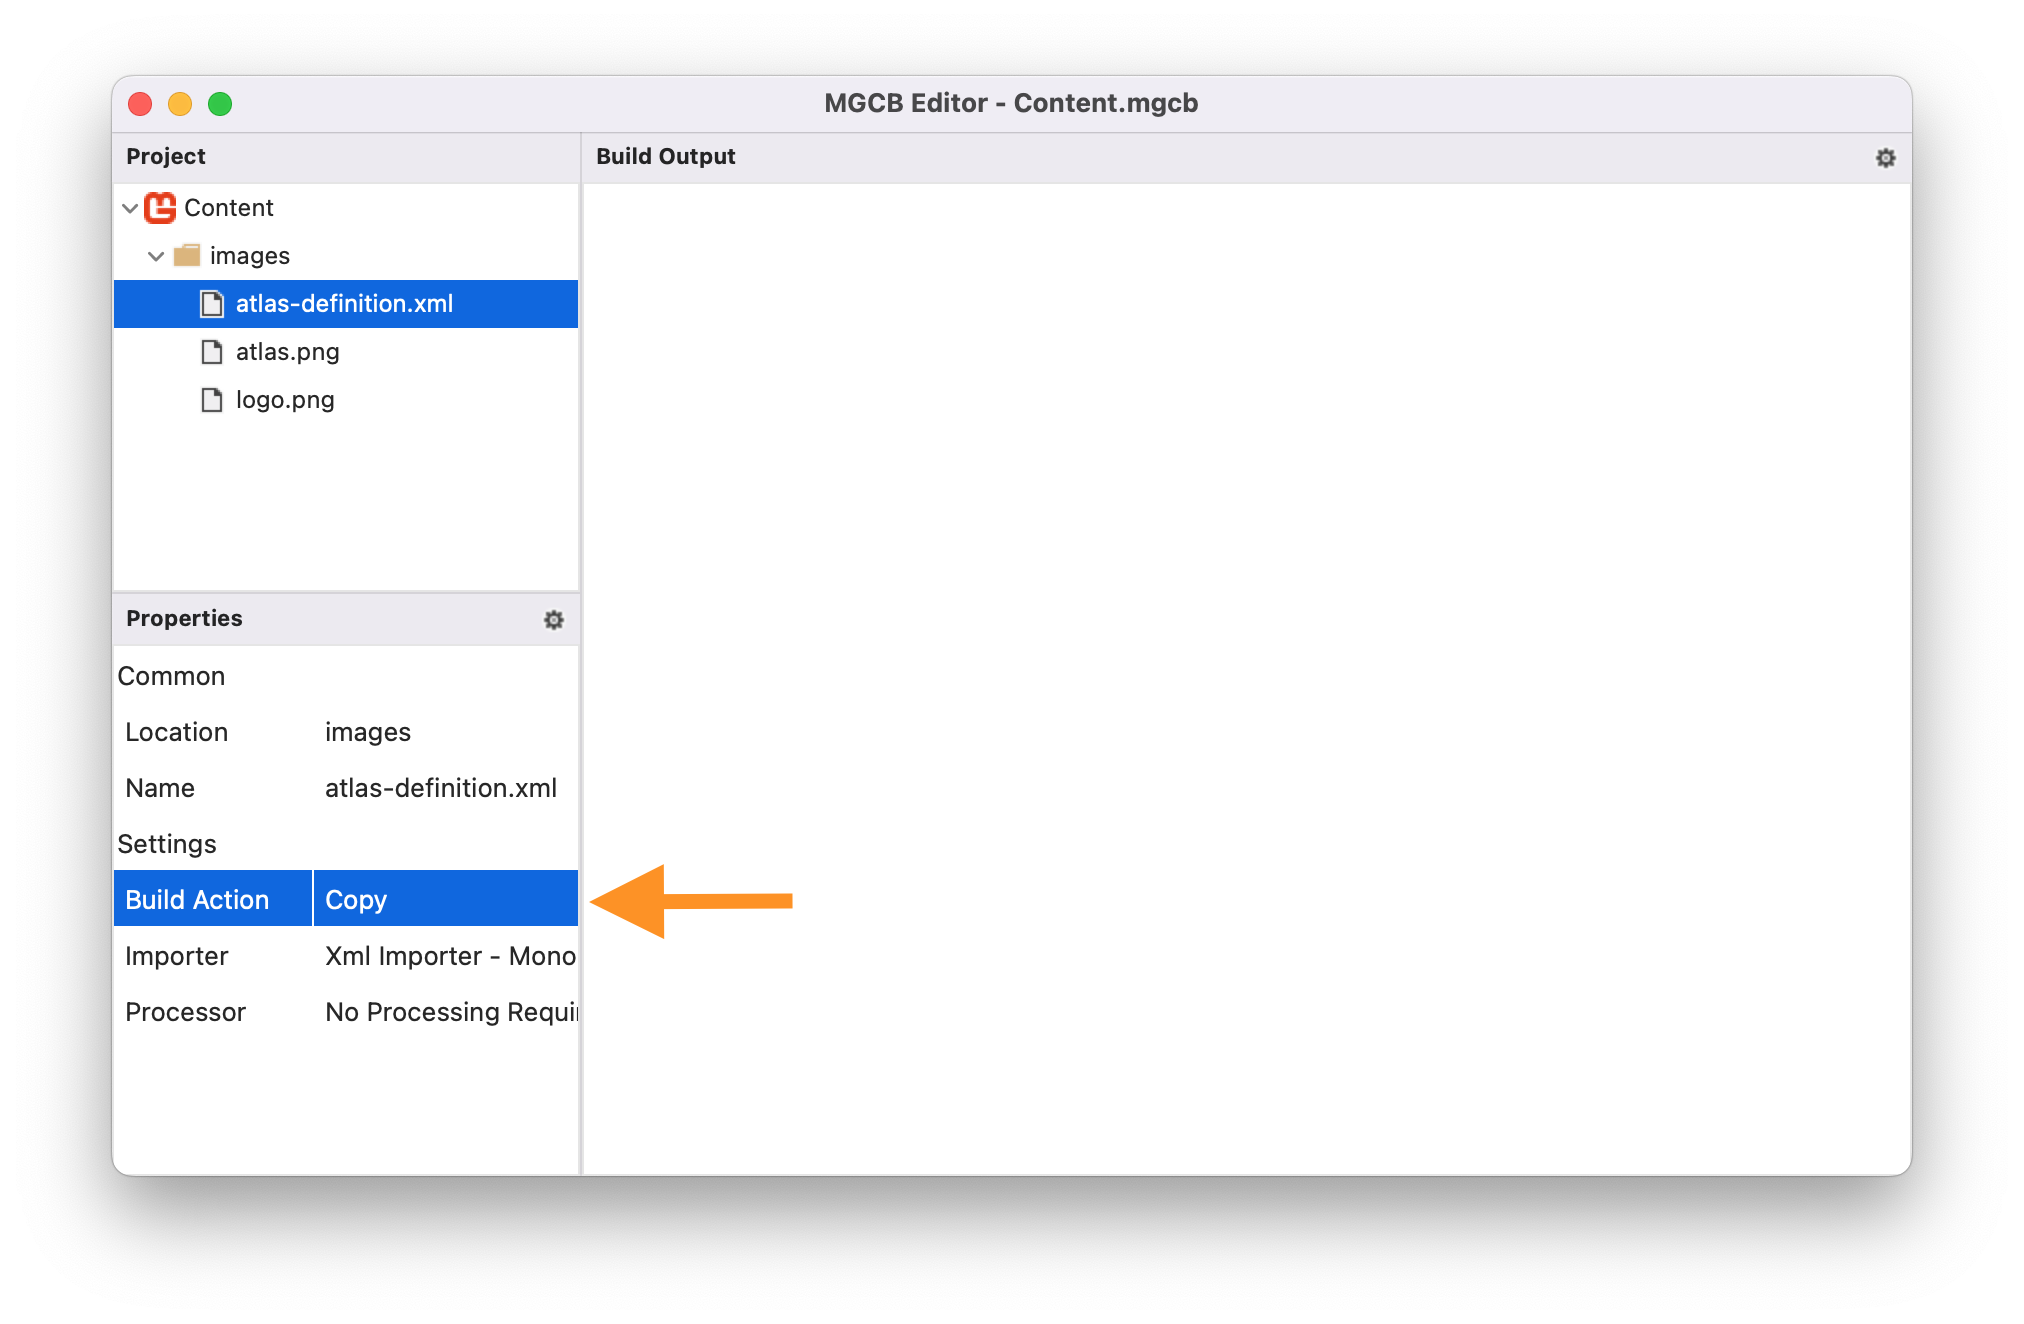 MGCB Editor - Content.mgcb
Project
Build Output
Content
images
atlas-definition.xml
atlas.png
logo.png
Properties
Common
Location images
Name atlas-definition.xml
Settings
Build Action Copy
Importer Xml Importer - Mono
Processor No Processing Requi